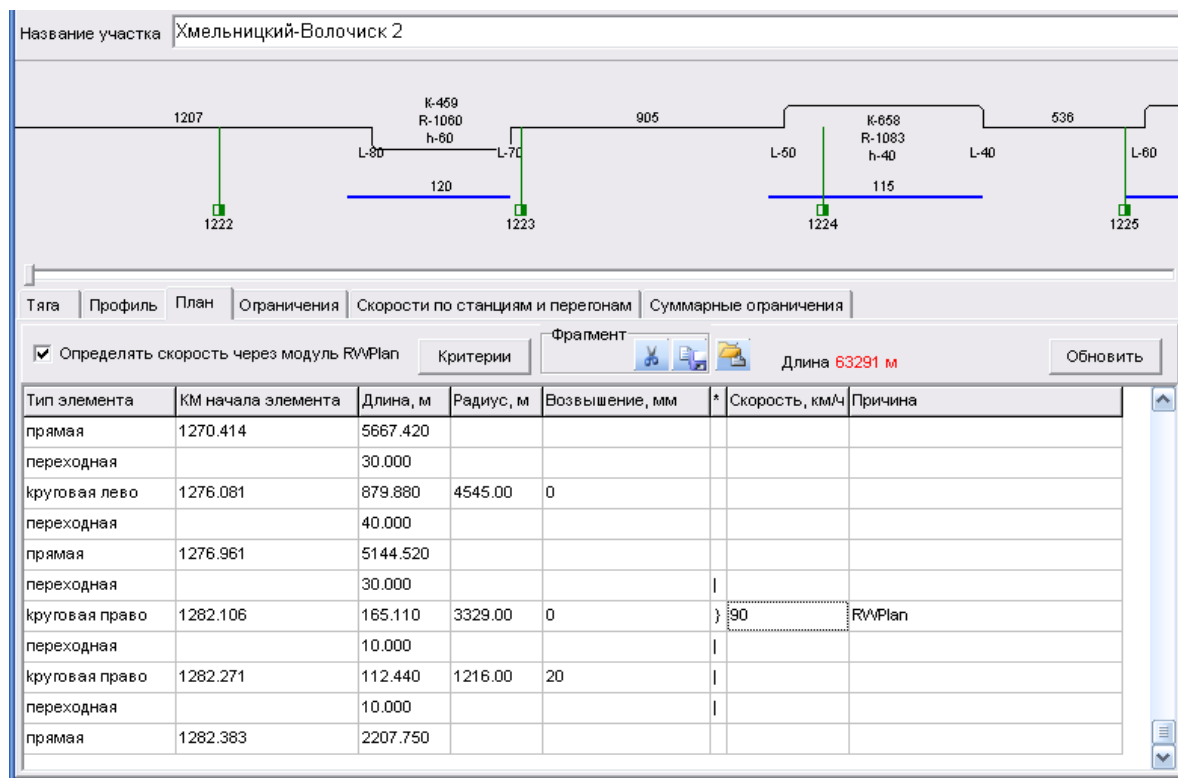 Название участка Хмельницкий-Волочиск 2
1207
К-459
R-1060
h-60
905
К-658
R-1083
h-40
536
L-80
L-70
L-50
L-40
L-60
120
115
1222
1223
1224
1225
Тяга Профиль План Ограничения Скорости по станциям и перегонам Суммарные ограничения
Определять скорость через модуль RWPlan Критерии Фрагмент Длина 63291 м Обновить
Тип элемента КМ начала элемента Длина, м Радиус, м Возвышение, мм * Скорость, км/ч Причина
прямая 1270.414 5667.420
переходная 30.000
круговая лево 1276.081 879.880 4545.00 0
переходная 40.000
прямая 1276.961 5144.520
переходная 30.000 |
круговая право 1282.106 165.110 3329.00 0 } 90 RWPlan
переходная 10.000 |
круговая право 1282.271 112.440 1216.00 20 |
переходная 10.000 |
прямая 1282.383 2207.750